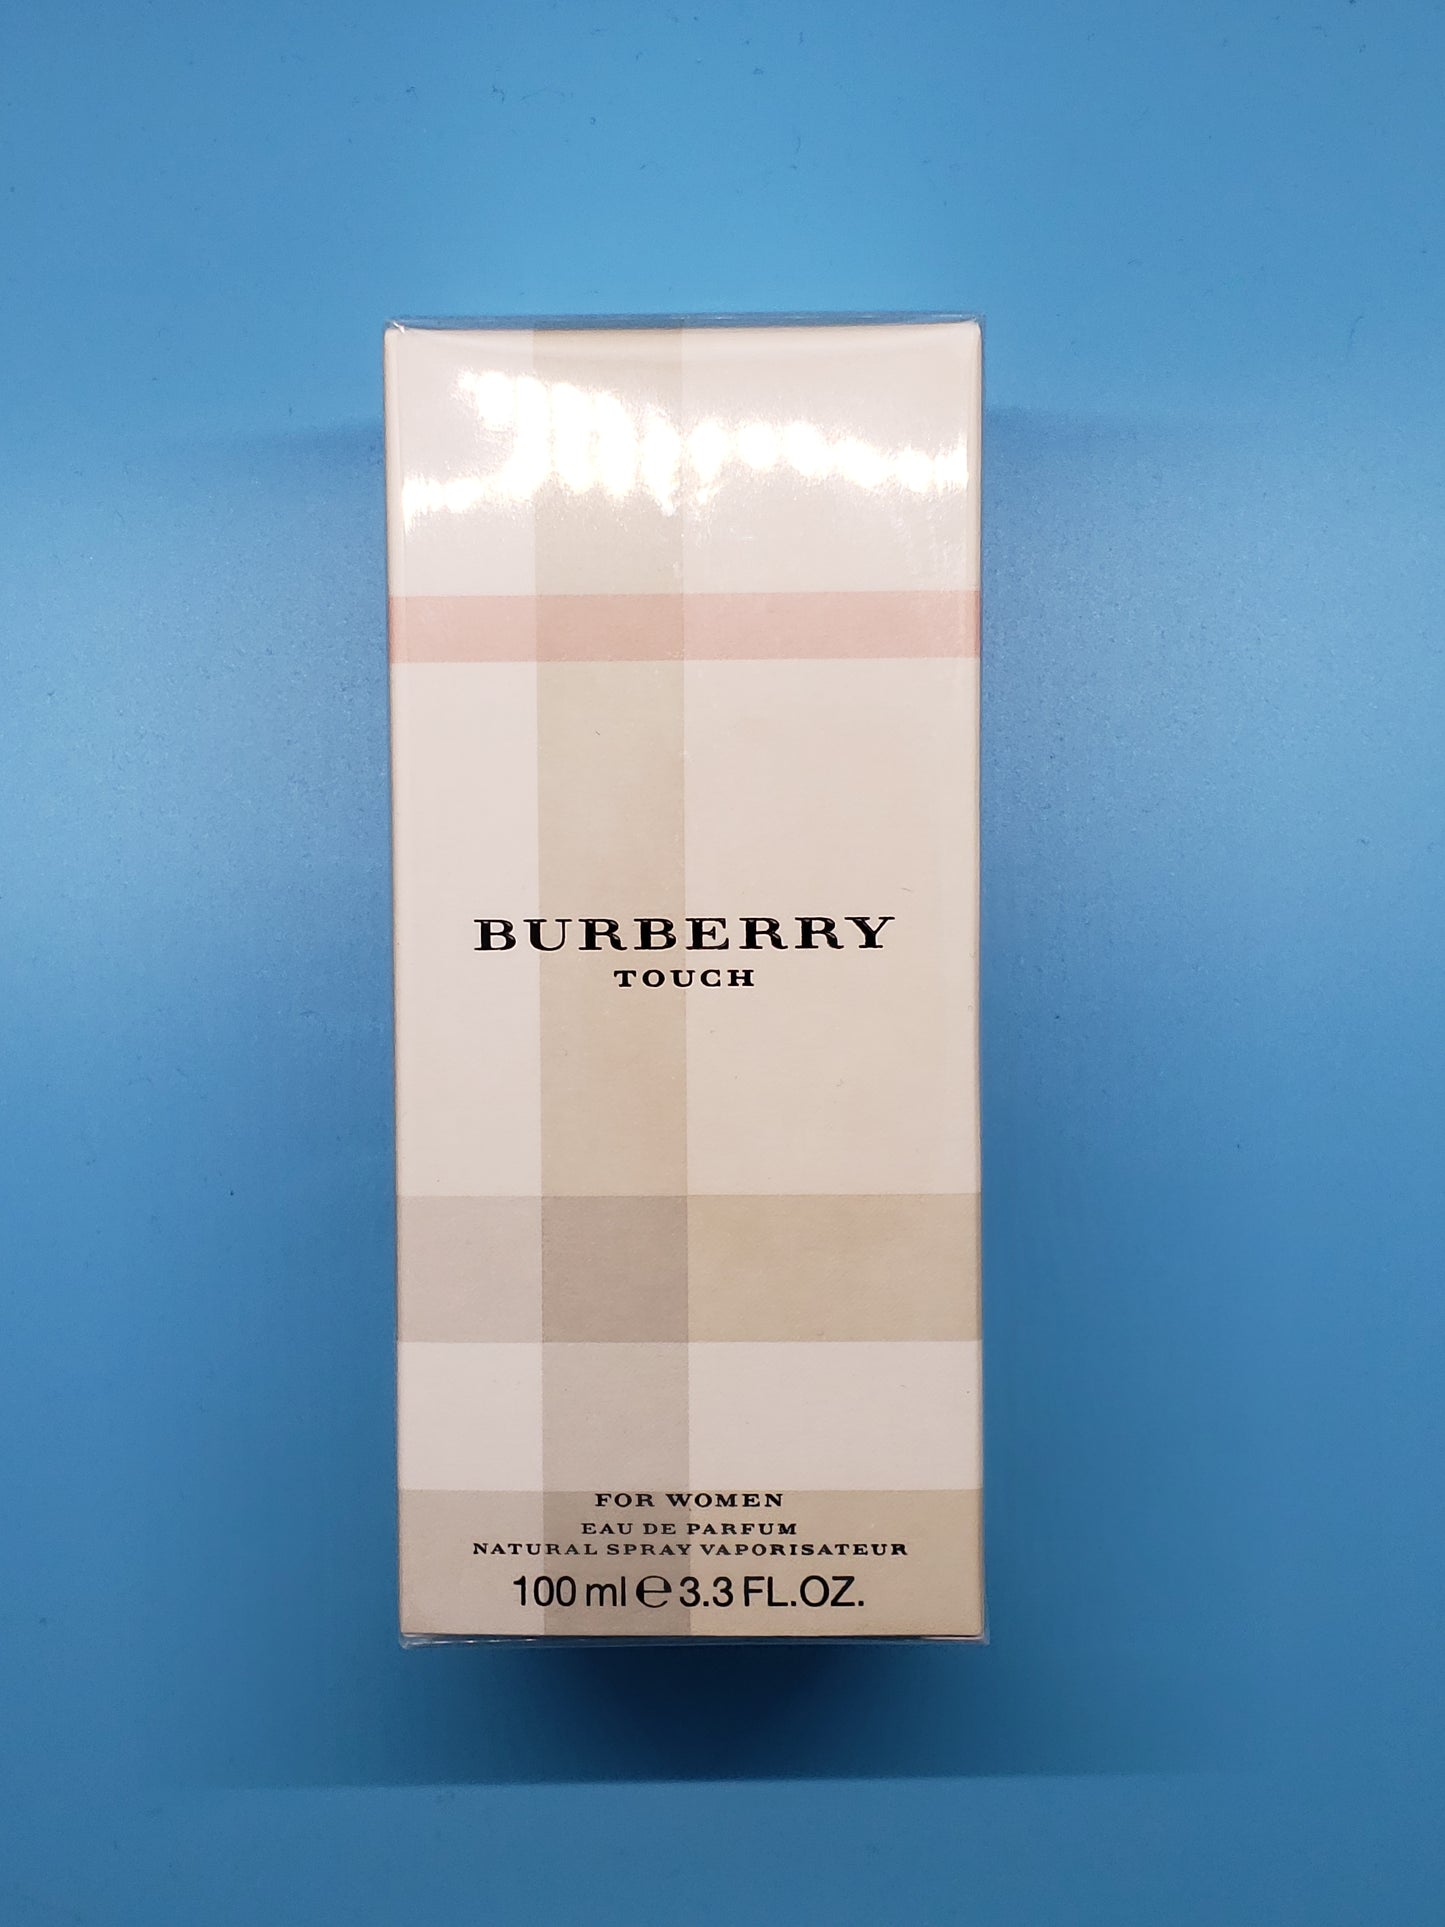 BURBERRY
TOUCH
FOR WOMEN
EAU DE PARFUM
NATURAL SPRAY VAPORISATEUR
100 ml ℮ 3.3 FL.OZ.